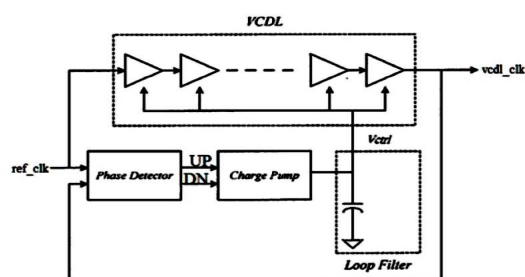 VCDL
vcdl_clk
Vctrl
ref_clk
Phase Detector
UP
DN
Charge Pump
Loop Filter